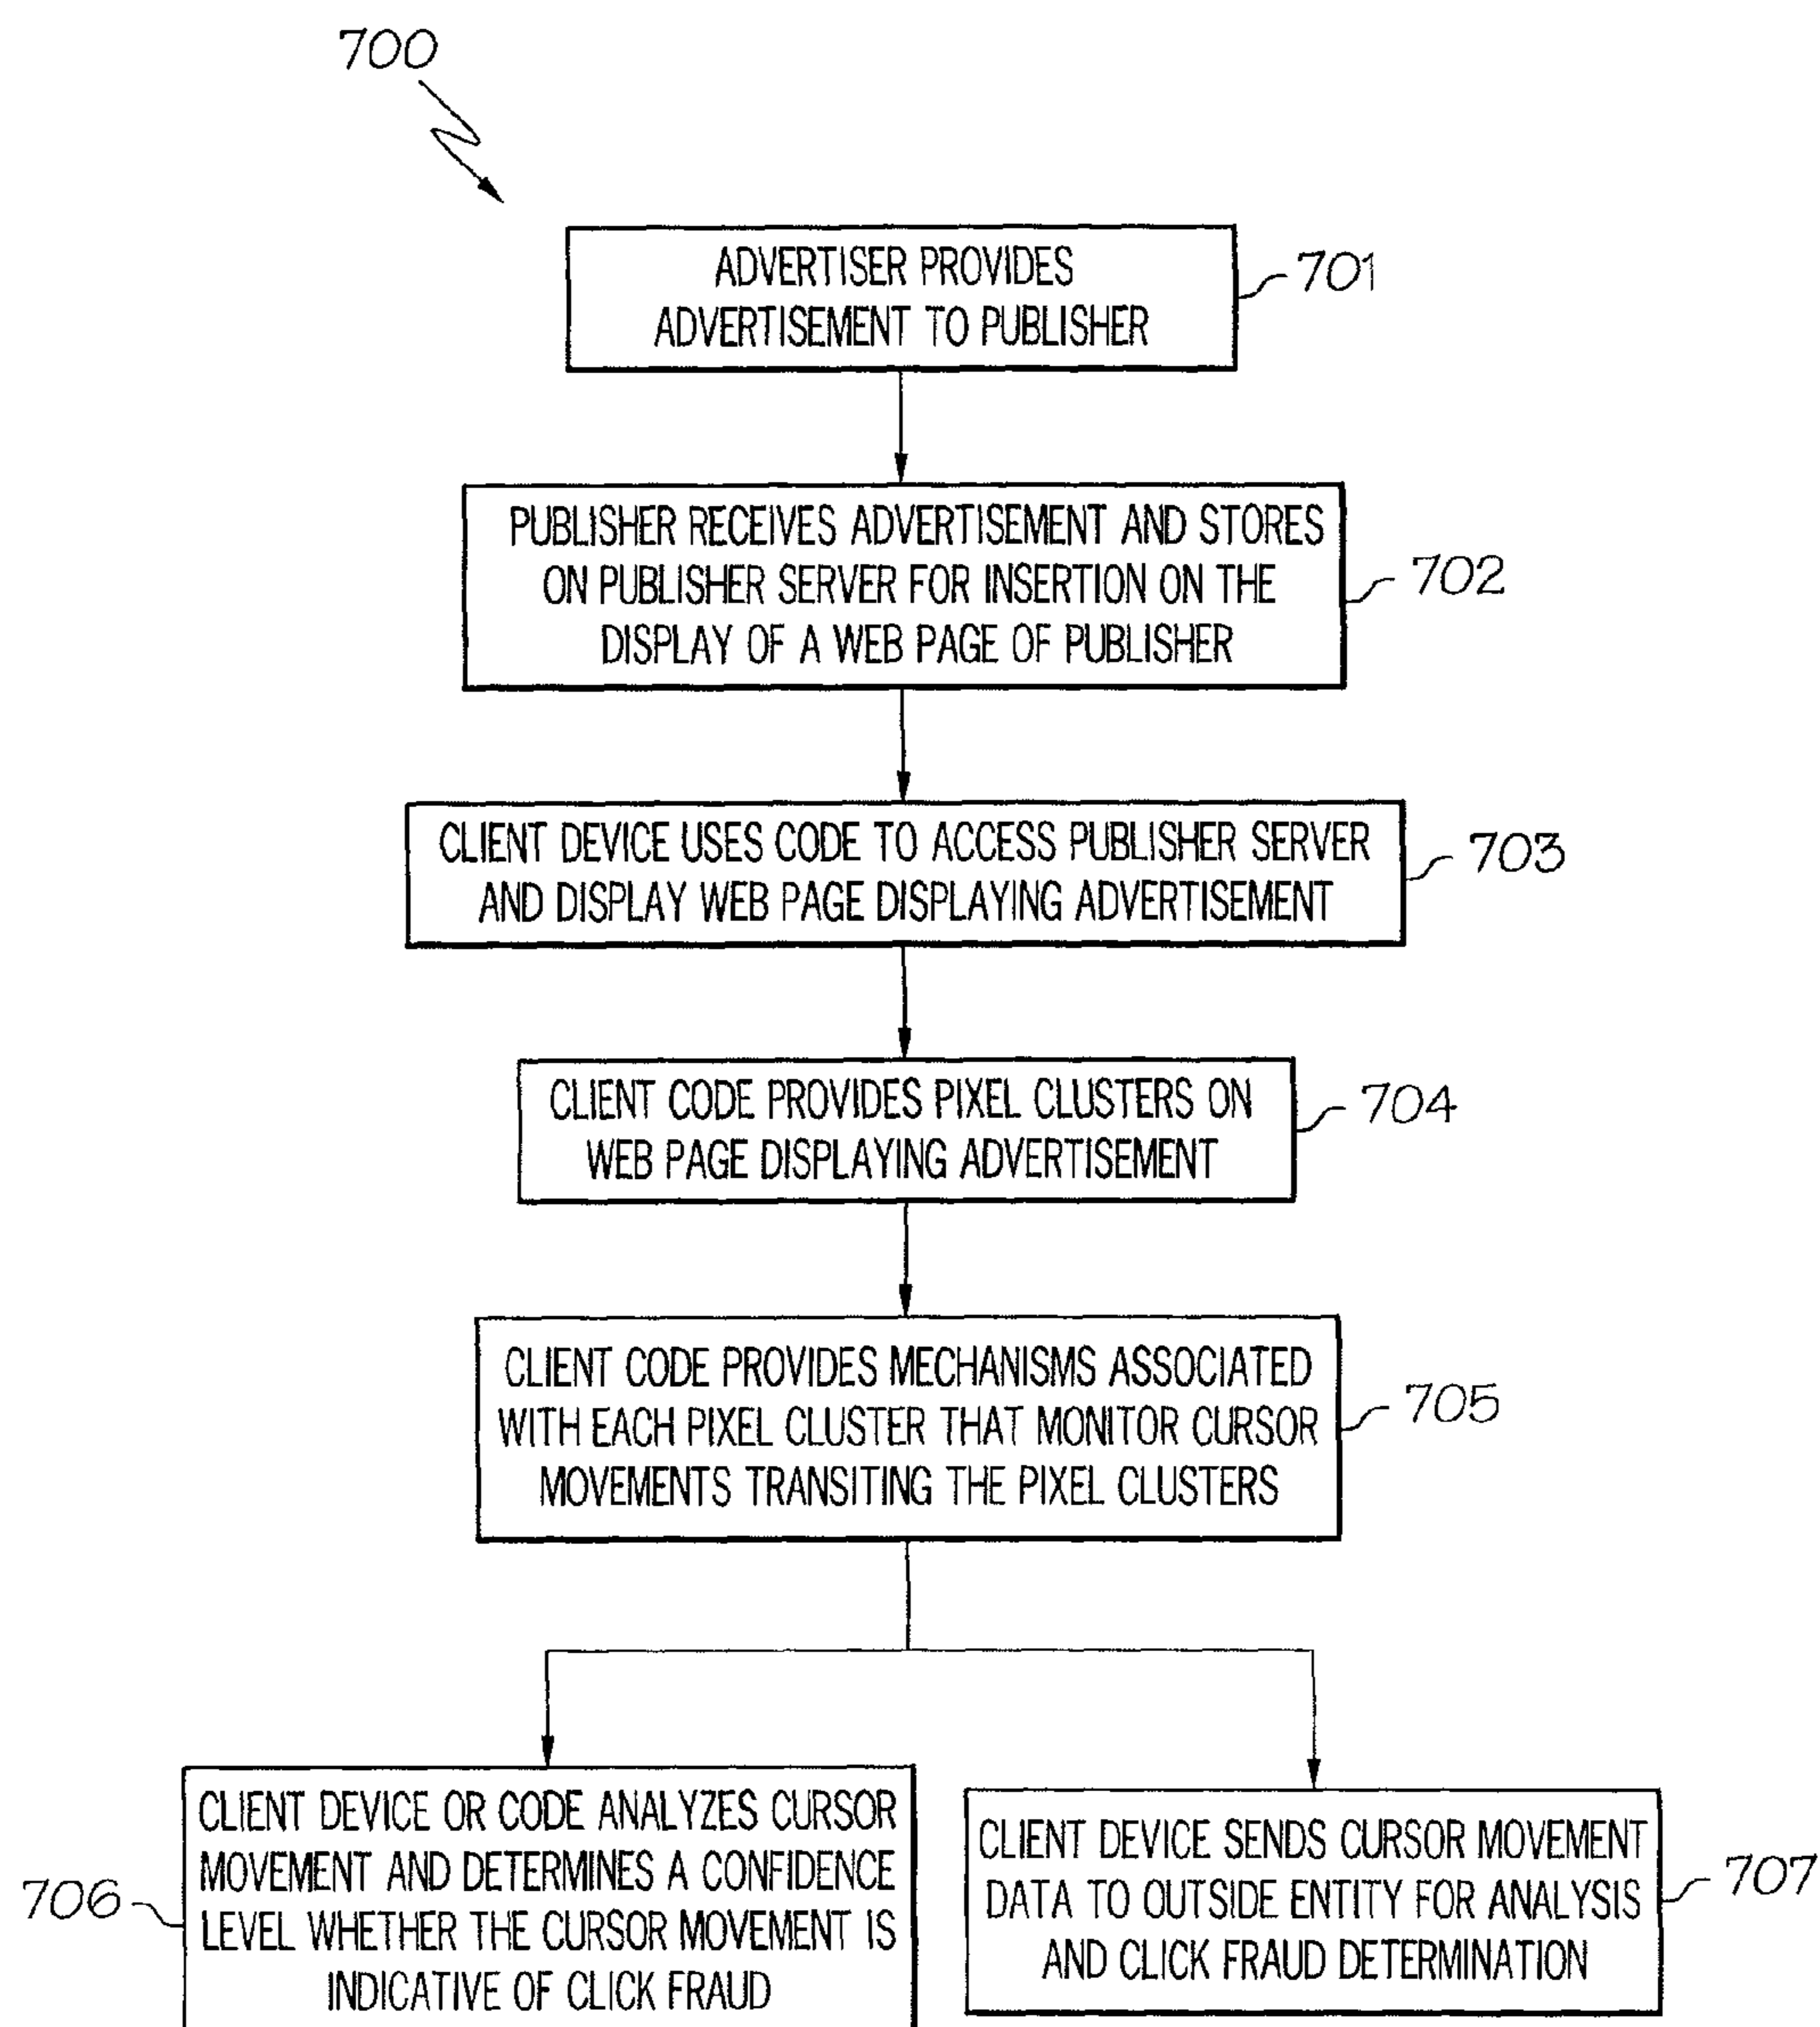 700
ADVERTISER PROVIDES
ADVERTISEMENT TO PUBLISHER
701
PUBLISHER RECEIVES ADVERTISEMENT AND STORES
ON PUBLISHER SERVER FOR INSERTION ON THE
DISPLAY OF A WEB PAGE OF PUBLISHER
702
CLIENT DEVICE USES CODE TO ACCESS PUBLISHER SERVER
AND DISPLAY WEB PAGE DISPLAYING ADVERTISEMENT
703
CLIENT CODE PROVIDES PIXEL CLUSTERS ON
WEB PAGE DISPLAYING ADVERTISEMENT
704
CLIENT CODE PROVIDES MECHANISMS ASSOCIATED
WITH EACH PIXEL CLUSTER THAT MONITOR CURSOR
MOVEMENTS TRANSITING THE PIXEL CLUSTERS
705
706
CLIENT DEVICE OR CODE ANALYZES CURSOR
MOVEMENT AND DETERMINES A CONFIDENCE
LEVEL WHETHER THE CURSOR MOVEMENT IS
INDICATIVE OF CLICK FRAUD
CLIENT DEVICE SENDS CURSOR MOVEMENT
DATA TO OUTSIDE ENTITY FOR ANALYSIS
AND CLICK FRAUD DETERMINATION
707